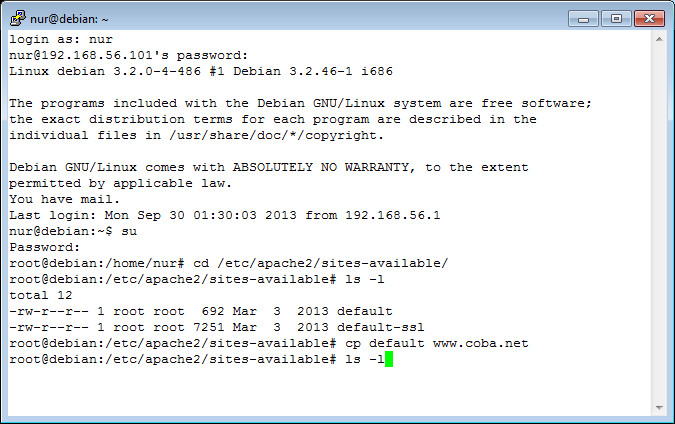 nur@debian: ~
login as: nur
nur@192.168.56.101's password:
Linux debian 3.2.0-4-486 #1 Debian 3.2.46-1 i686
The programs included with the Debian GNU/Linux system are free software;
the exact distribution terms for each program are described in the
individual files in /usr/share/doc/*/copyright.
Debian GNU/Linux comes with ABSOLUTELY NO WARRANTY, to the extent
permitted by applicable law.
You have mail.
Last login: Mon Sep 30 01:30:03 2013 from 192.168.56.1
nur@debian:~$ su
Password:
root@debian:/home/nur# cd /etc/apache2/sites-available/
root@debian:/etc/apache2/sites-available# ls -l
total 12
-rw-r--r-- 1 root root  692 Mar  3  2013 default
-rw-r--r-- 1 root root 7251 Mar  3  2013 default-ssl
root@debian:/etc/apache2/sites-available# cp default www.coba.net
root@debian:/etc/apache2/sites-available# ls -l